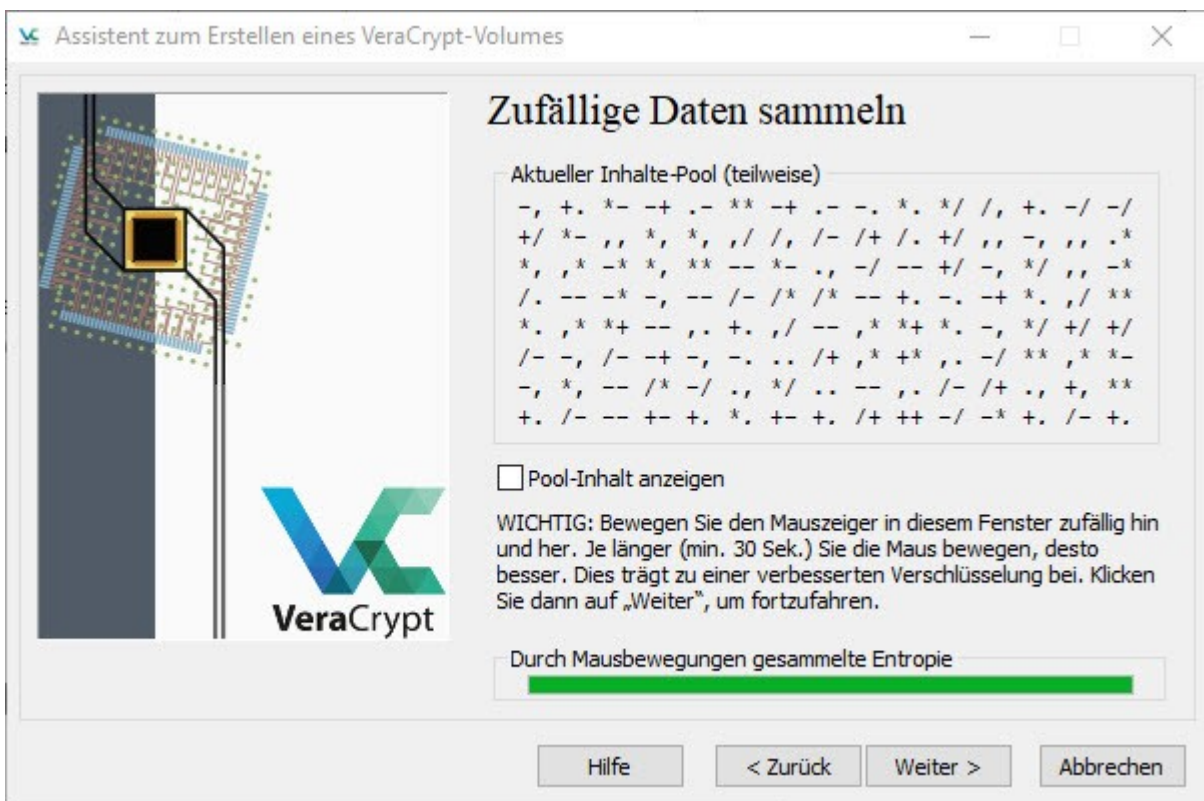 Assistent zum Erstellen eines VeraCrypt-Volumes
Zufällige Daten sammeln
Aktueller Inhalte-Pool (teilweise)
-, +. *- -+ .- ** -+ .- -. *. */ /, +. -/ -/
+/ *- ,, *, *, ,/ /, /- /+ /. +/ ,, -, ,, .*
*, ,* -* *, ** -- *- ., -/ -- +/ -, */ ,, -*
/. -- -* -, -- /- /* /* -- +. -. -+ *. ,/ **
*. ,* *+ -- ,. +. ,/ -- ,* *+ *. -, */ +/ +/
/- -, /- -+ -, -. .. /+ ,* +* ,. -/ ** ,* *-
-, *, -- /* -/ ., */ .. -- ,. /- /+ ., +, **
+. /- -- +- +. *. +- +. /+ ++ -/ -* +. /- +.
Pool-Inhalt anzeigen
WICHTIG: Bewegen Sie den Mauszeiger in diesem Fenster zufällig hin
und her. Je länger (min. 30 Sek.) Sie die Maus bewegen, desto
besser. Dies trägt zu einer verbesserten Verschlüsselung bei. Klicken
Sie dann auf „Weiter“, um fortzufahren.
VeraCrypt
Durch Mausbewegungen gesammelte Entropie
Hilfe
< Zurück
Weiter >
Abbrechen